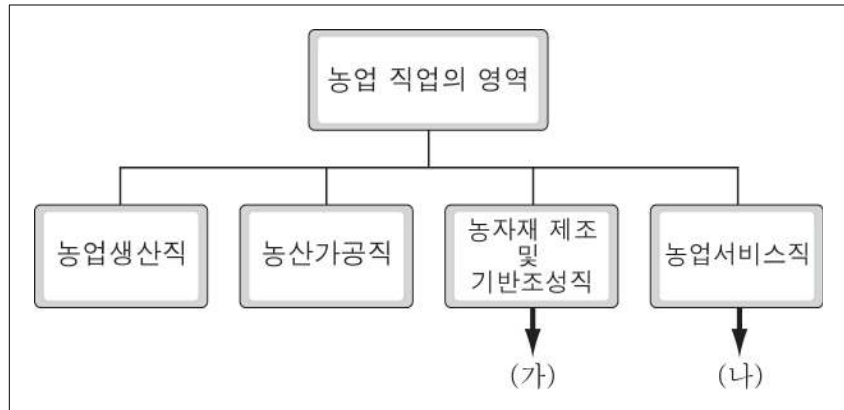 농업 직업의 영역
농업생산직
농산가공직
농자재 제조
및
기반조성직
농업서비스직
(가)
(나)